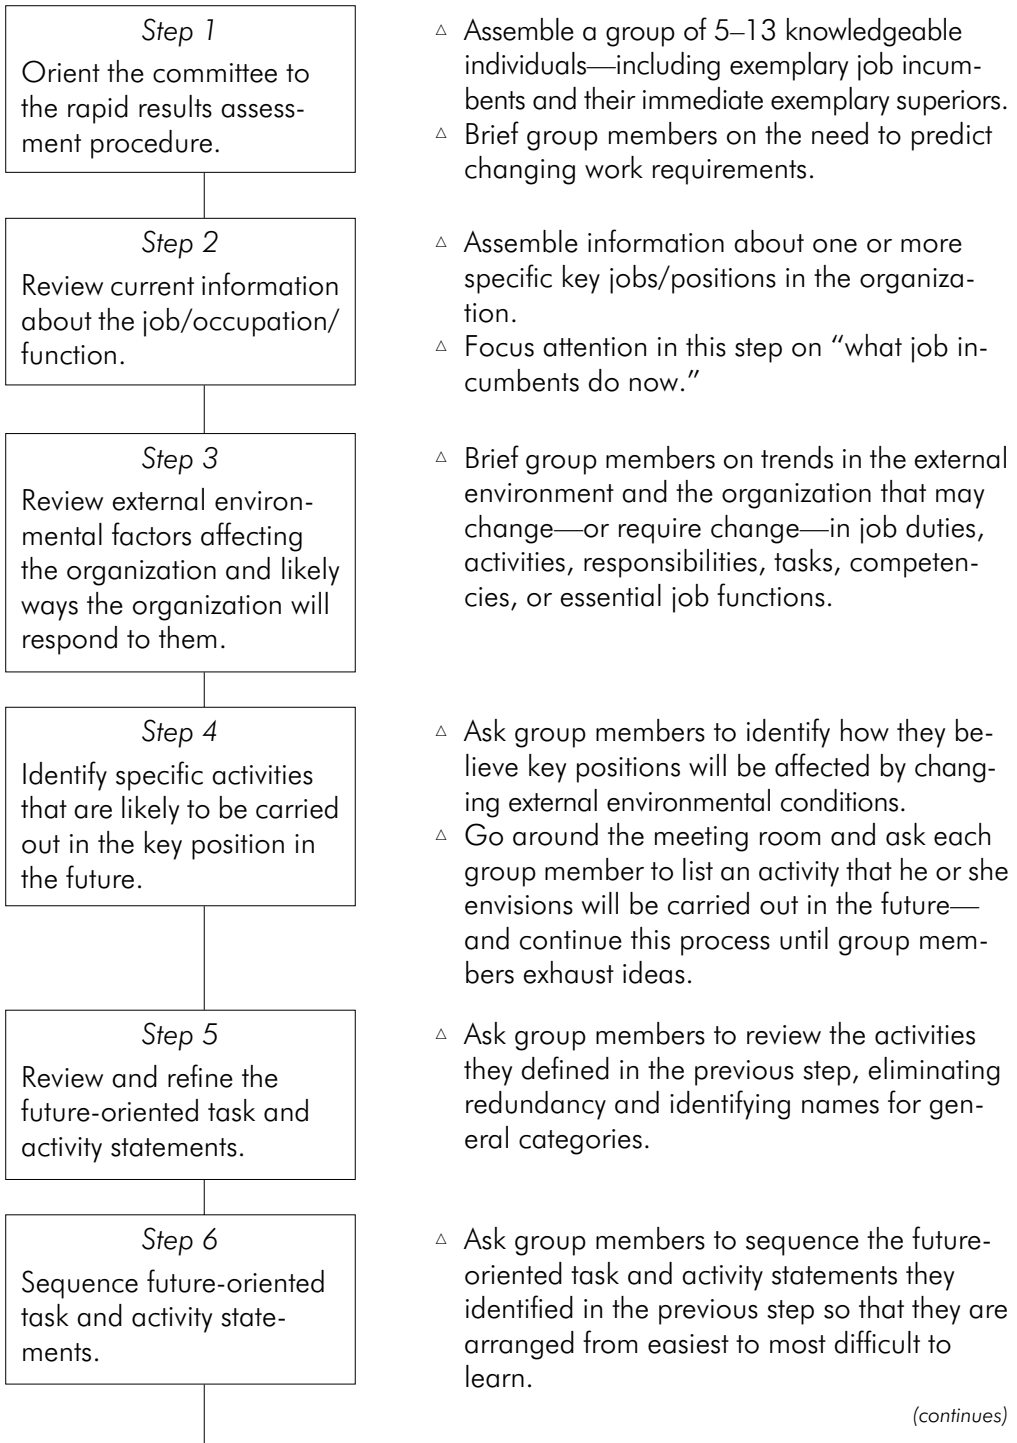 Step 1
Orient the committee to
the rapid results assess-
ment procedure.
△ Assemble a group of 5–13 knowledgeable
individuals—including exemplary job incum-
bents and their immediate exemplary superiors.
△ Brief group members on the need to predict
changing work requirements.
Step 2
Review current information
about the job/occupation/
function.
△ Assemble information about one or more
specific key jobs/positions in the organiza-
tion.
△ Focus attention in this step on “what job in-
cumbents do now.”
Step 3
Review external environ-
mental factors affecting
the organization and likely
ways the organization will
respond to them.
△ Brief group members on trends in the external
environment and the organization that may
change—or require change—in job duties,
activities, responsibilities, tasks, competen-
cies, or essential job functions.
Step 4
Identify specific activities
that are likely to be carried
out in the key position in
the future.
△ Ask group members to identify how they be-
lieve key positions will be affected by chang-
ing external environmental conditions.
△ Go around the meeting room and ask each
group member to list an activity that he or she
envisions will be carried out in the future—
and continue this process until group mem-
bers exhaust ideas.
Step 5
Review and refine the
future-oriented task and
activity statements.
△ Ask group members to review the activities
they defined in the previous step, eliminating
redundancy and identifying names for gen-
eral categories.
Step 6
Sequence future-oriented
task and activity state-
ments.
△ Ask group members to sequence the future-
oriented task and activity statements they
identified in the previous step so that they are
arranged from easiest to most difficult to
learn.
(continues)